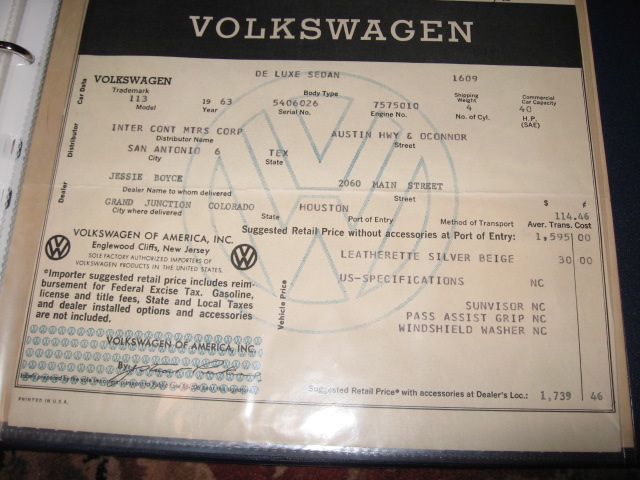 VOLKSWAGEN
Car Data
VOLKSWAGEN DE LUXE SEDAN 1609
Trademark Body Type Shipping Weight Commercial Car Capacity
113 1963 5406026 7575010 4 40
Model Year Serial No. Engine No. No. of Cyl. H.P. (SAE)
Distributor
INTER CONT MTRS CORP AUSTIN HWY & OCONNOR
Distributor Name Street
SAN ANTONIO 6 TEX
City State
Dealer
JESSIE BOYCE 2060 MAIN STREET
Dealer Name to whom delivered Street
GRAND JUNCTION COLORADO HOUSTON $ ¢ 114.46
City where delivered State Port of Entry Method of Transport Aver. Trans. Cost
Suggested Retail Price without accessories at Port of Entry: 1,595 00
VOLKSWAGEN OF AMERICA, INC.
Englewood Cliffs, New Jersey
SOLE FACTORY AUTHORIZED IMPORTERS OF
VOLKSWAGEN PRODUCTS IN THE UNITED STATES.
*Importer suggested retail price includes reim-
bursement for Federal Excise Tax. Gasoline,
license and title fees, State and Local Taxes
and dealer installed options and accessories
are not included.
VOLKSWAGEN OF AMERICA, INC.
By
Vehicle Price
LEATHERETTE SILVER BEIGE 30 00
US-SPECIFICATIONS NC
SUNVISOR NC
PASS ASSIST GRIP NC
WINDSHIELD WASHER NC
Suggested Retail Price* with accessories at Dealer's Loc.: 1,739 46
PRINTED IN U.S.A.